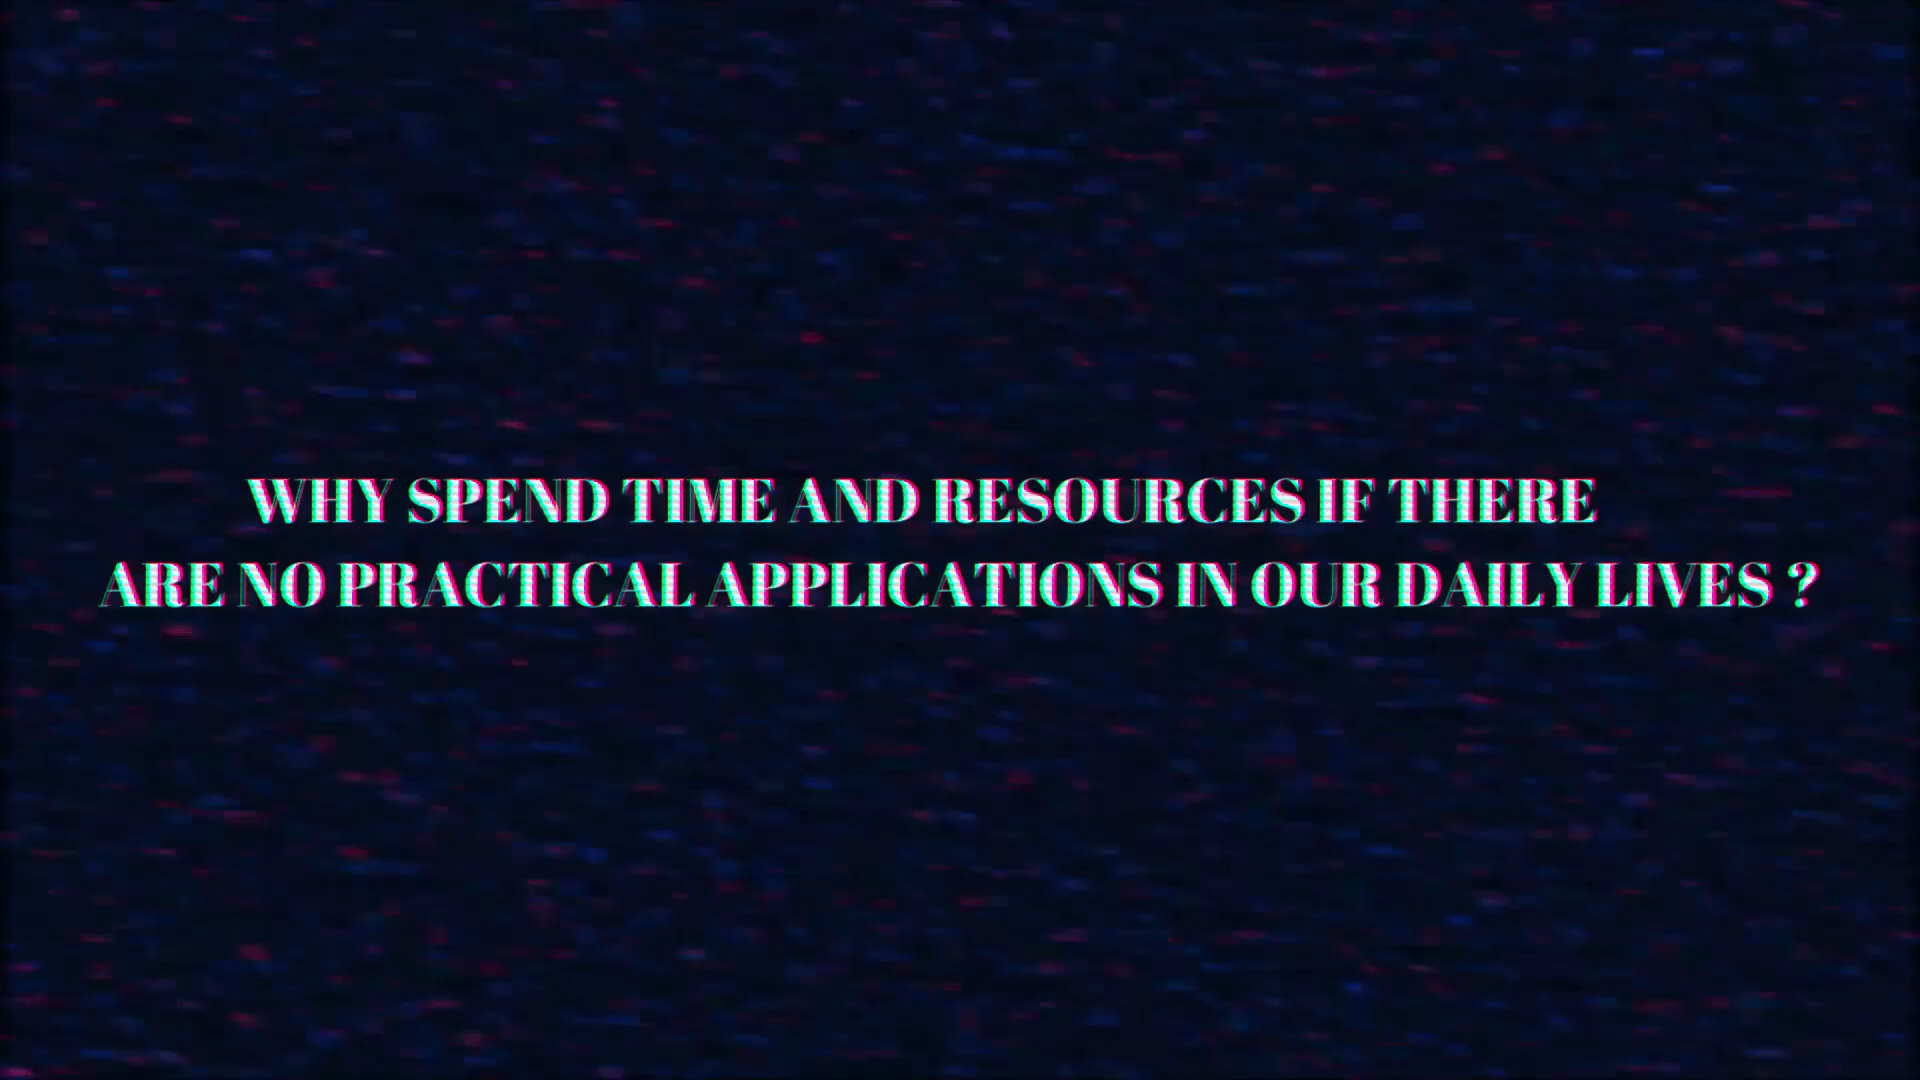 WHY SPEND TIME AND RESOURCES IF THERE
ARE NO PRACTICAL APPLICATIONS IN OUR DAILY LIVES ?